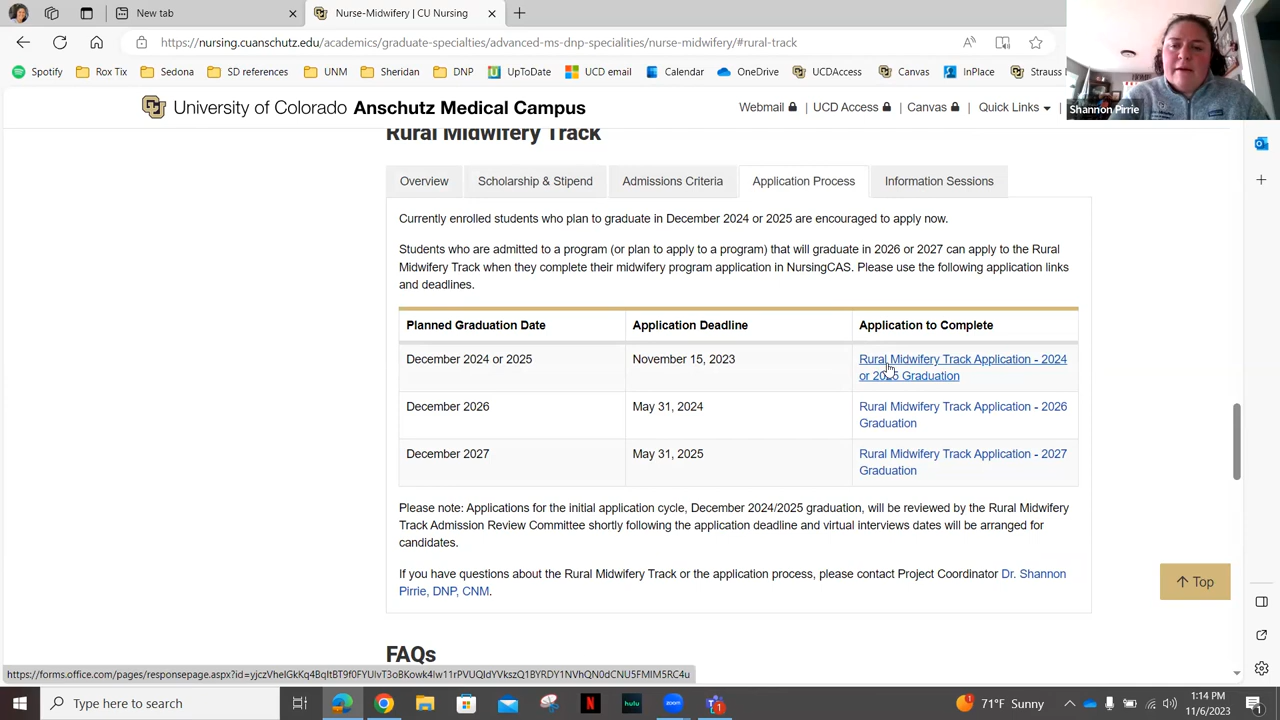 New tab
Nurse-Midwifery | CU Nursing
https://nursing.cuanschutz.edu/academics/graduate-specialties/advanced-ms-dnp-specialities/nurse-midwifery/#rural-track
Spotify
Rox Tix
Sedona
SD references
UNM
Sheridan
DNP
UpToDate
UCD email
Calendar
OneDrive
UCDAccess
Canvas
InPlace
Strauss
Shannon Pirrie
University of Colorado Anschutz Medical Campus
Webmail | UCD Access | Canvas | Quick Links
Rural Midwifery Track
Overview
Scholarship & Stipend
Admissions Criteria
Application Process
Information Sessions
Currently enrolled students who plan to graduate in December 2024 or 2025 are encouraged to apply now.
Students who are admitted to a program (or plan to apply to a program) that will graduate in 2026 or 2027 can apply to the Rural
Midwifery Track when they complete their midwifery program application in NursingCAS. Please use the following application links
and deadlines.
Planned Graduation Date
Application Deadline
Application to Complete
December 2024 or 2025
November 15, 2023
Rural Midwifery Track Application - 2024
or 2025 Graduation
December 2026
May 31, 2024
Rural Midwifery Track Application - 2026
Graduation
December 2027
May 31, 2025
Rural Midwifery Track Application - 2027
Graduation
Please note: Applications for the initial application cycle, December 2024/2025 graduation, will be reviewed by the Rural Midwifery
Track Admission Review Committee shortly following the application deadline and virtual interviews dates will be arranged for
candidates.
If you have questions about the Rural Midwifery Track or the application process, please contact Project Coordinator Dr. Shannon
Pirrie, DNP, CNM.
Top
FAQs
Type here to search
NETFLIX
hulu
zoom
71°F Sunny
1:14 PM
11/6/2023